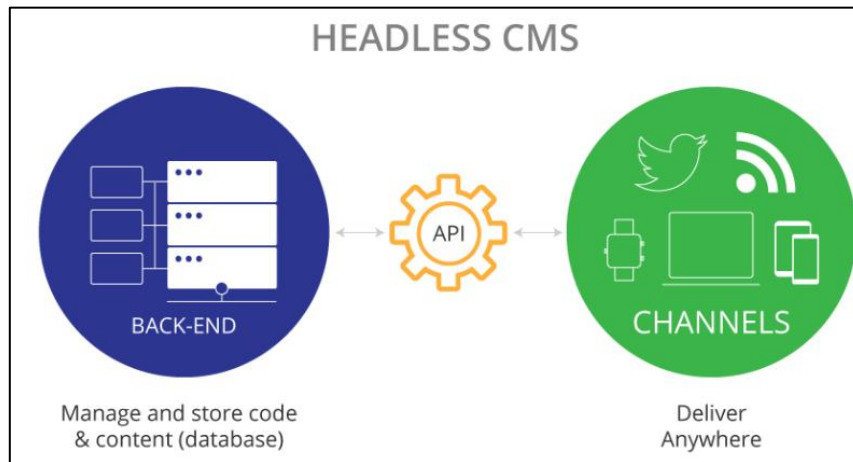 HEADLESS CMS
BACK-END
API
CHANNELS
Manage and store code
& content (database)
Deliver
Anywhere